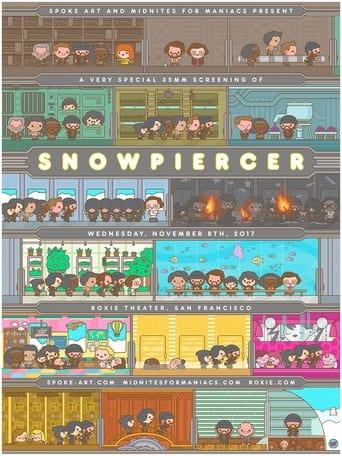 SPOKE ART AND MIDNITES FOR MANIACS PRESENT
A VERY SPECIAL 35MM SCREENING OF
SNOWPIERCER
WEDNESDAY, NOVEMBER 8TH, 2017
ROXIE THEATER, SAN FRANCISCO
SPOKE-ART.COM MIDNITESFORMANIACS.COM ROXIE.COM